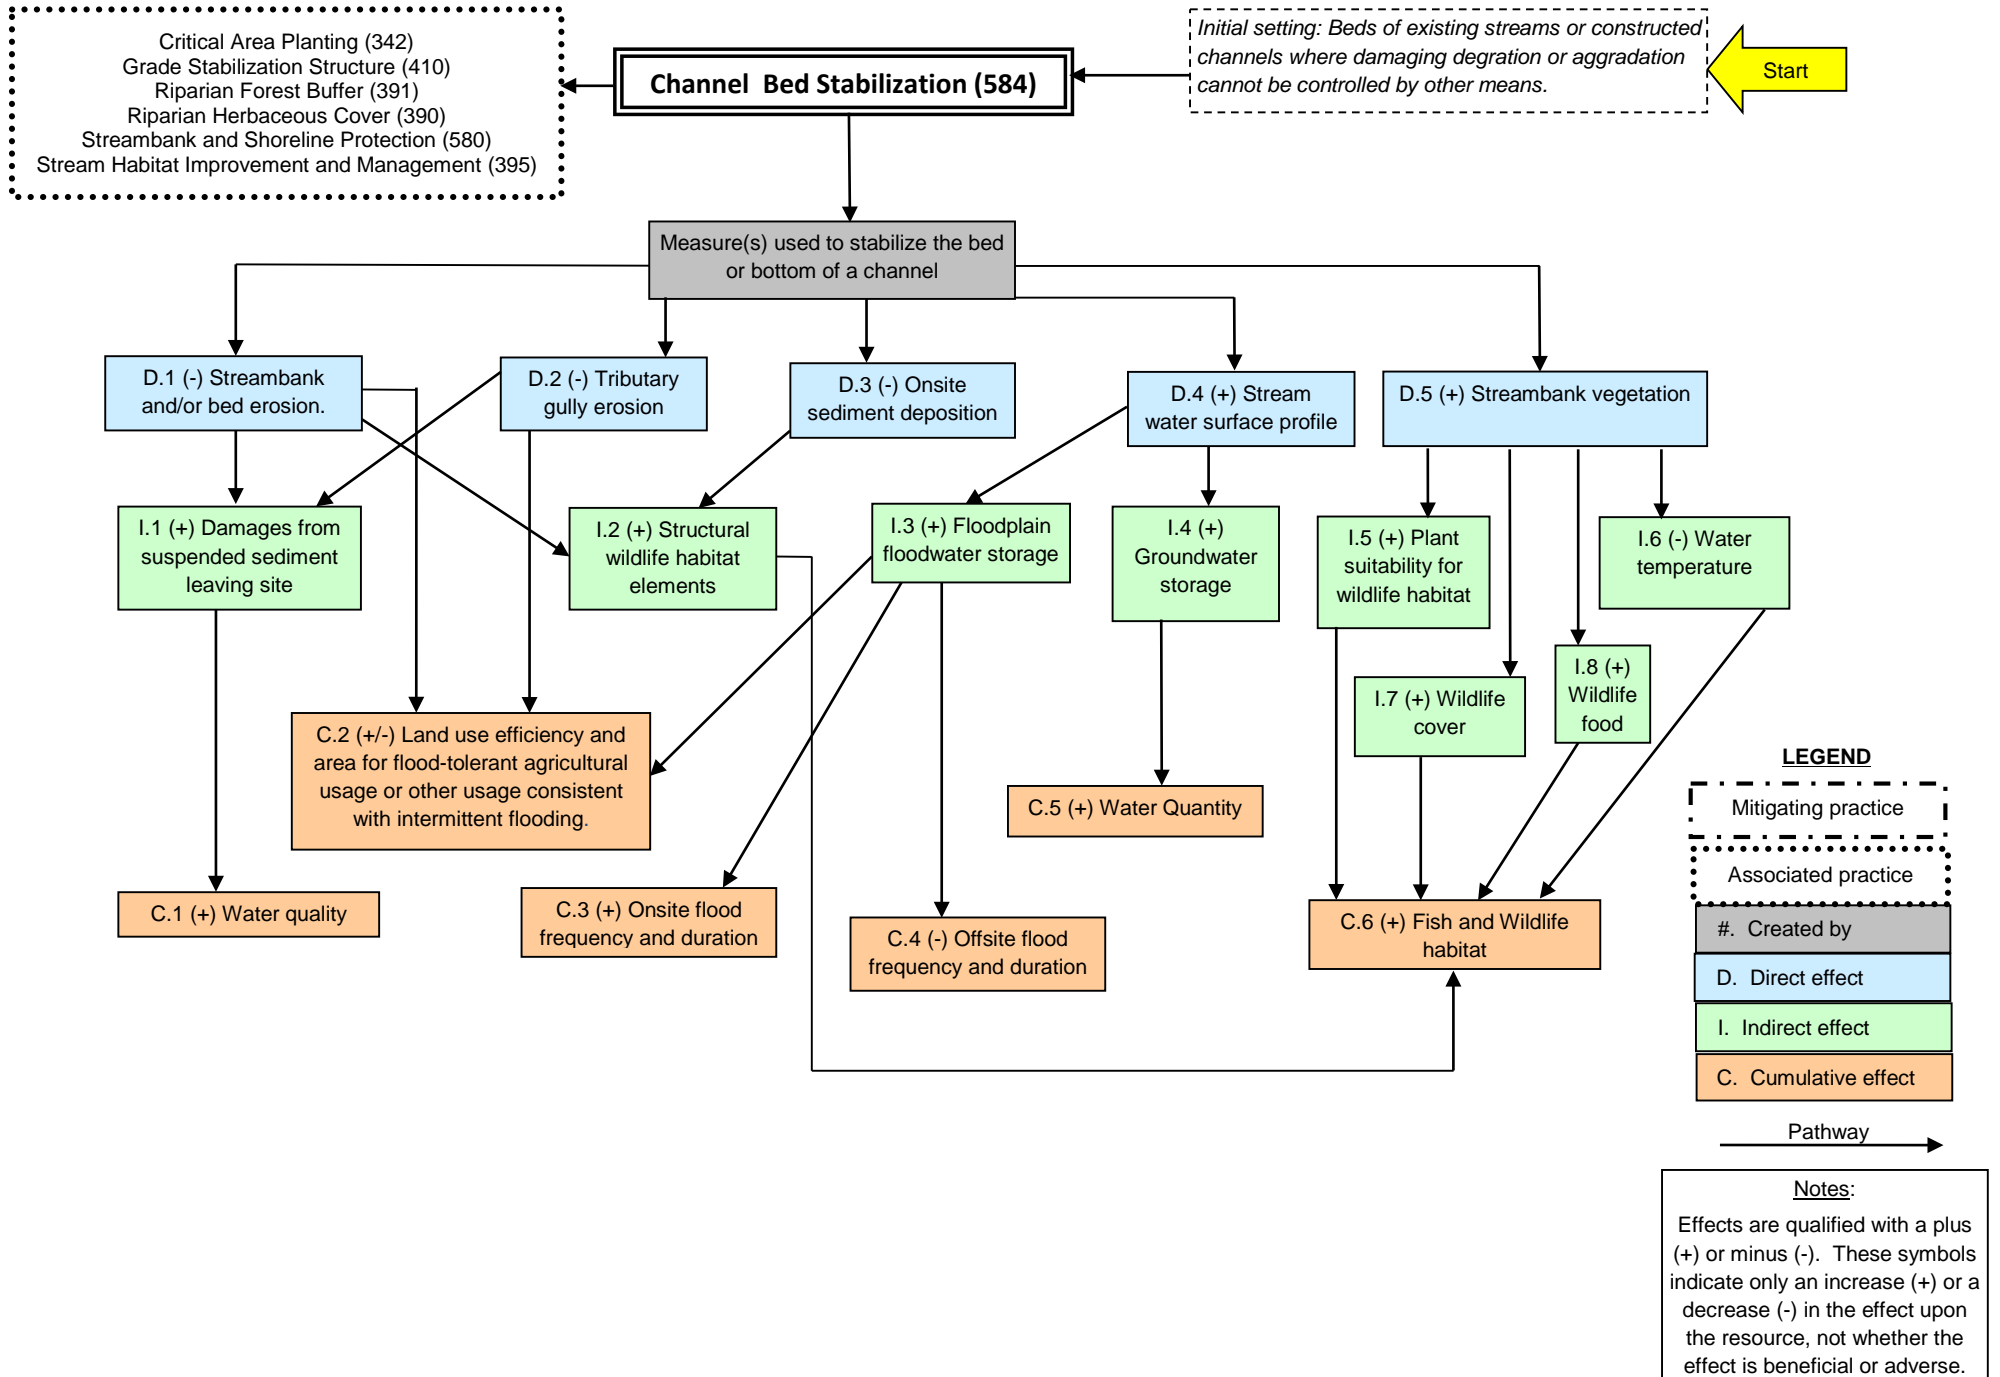 Critical Area Planting (342)
Grade Stabilization Structure (410)
Riparian Forest Buffer (391)
Riparian Herbaceous Cover (390)
Streambank and Shoreline Protection (580)
Stream Habitat Improvement and Management (395)
Channel  Bed Stabilization (584)
Initial setting: Beds of existing streams or constructed
channels where damaging degration or aggradation
cannot be controlled by other means.
Start
Measure(s) used to stabilize the bed
or bottom of a channel
D.1 (-) Streambank
and/or bed erosion.
D.2 (-) Tributary
gully erosion
D.3 (-) Onsite
sediment deposition
D.4 (+) Stream
water surface profile
D.5 (+) Streambank vegetation
I.1 (+) Damages from
suspended sediment
leaving site
I.2 (+) Structural
wildlife habitat
elements
I.3 (+) Floodplain
floodwater storage
I.4 (+)
Groundwater
storage
I.5 (+) Plant
suitability for
wildlife habitat
I.6 (-) Water
temperature
I.7 (+) Wildlife
cover
I.8 (+)
Wildlife
food
C.2 (+/-) Land use efficiency and
area for flood-tolerant agricultural
usage or other usage consistent
with intermittent flooding.
C.5 (+) Water Quantity
C.1 (+) Water quality
C.3 (+) Onsite flood
frequency and duration
C.4 (-) Offsite flood
frequency and duration
C.6 (+) Fish and Wildlife
habitat
LEGEND
Mitigating practice
Associated practice
#.  Created by
D.  Direct effect
I.  Indirect effect
C.  Cumulative effect
Pathway
Notes:
Effects are qualified with a plus
(+) or minus (-).  These symbols
indicate only an increase (+) or a
decrease (-) in the effect upon
the resource, not whether the
effect is beneficial or adverse.